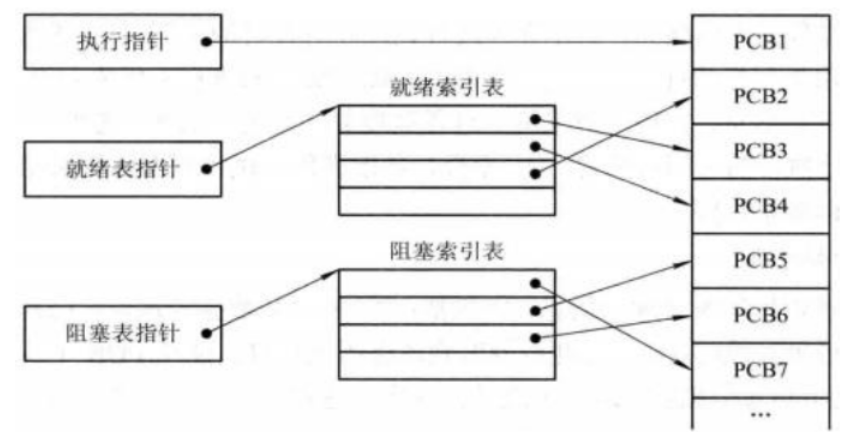 执行指针
PCB1
就绪索引表
PCB2
PCB3
就绪表指针
PCB4
阻塞索引表
PCB5
PCB6
阻塞表指针
PCB7
...